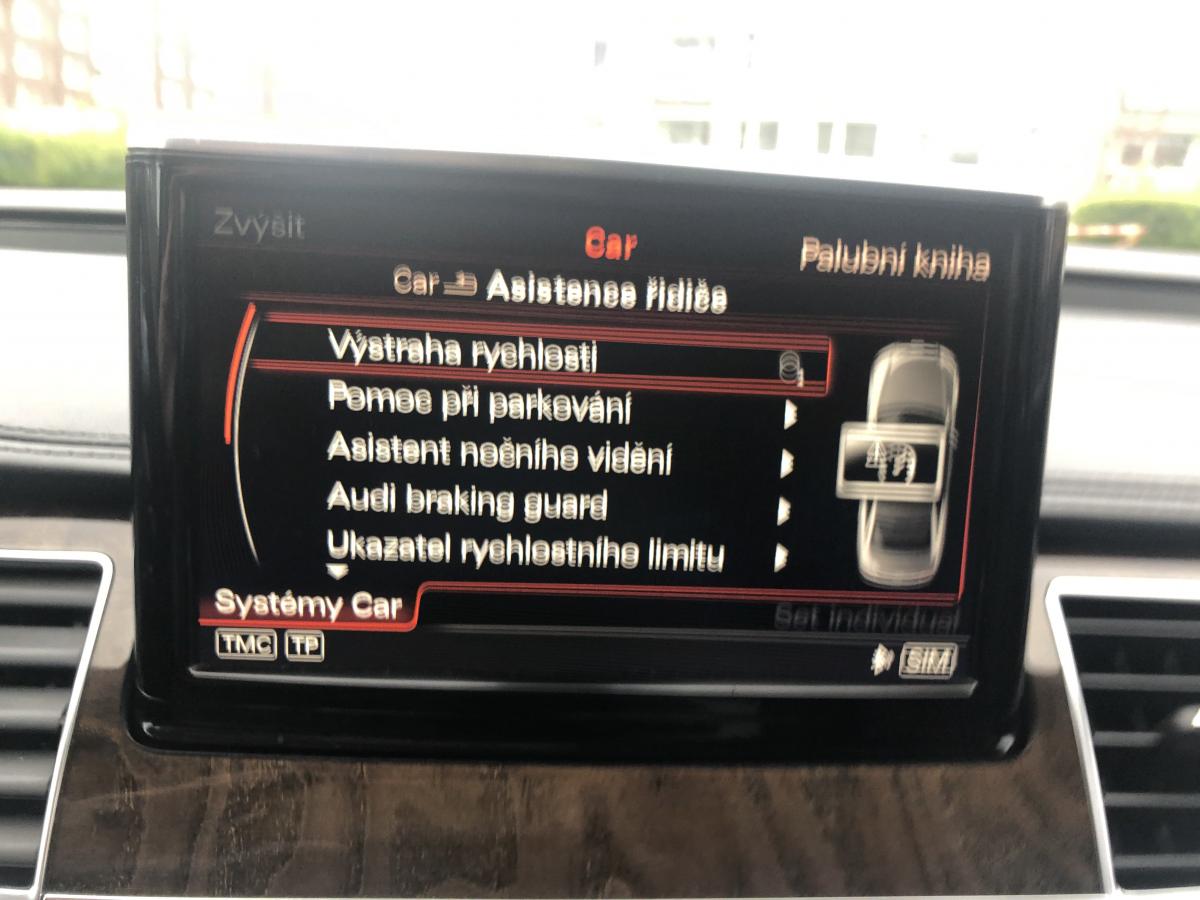 Zvýšit
Car
Palubní kniha
Car Asistence řidiče
Výstraha rychlosti
Pomoc při parkování
Asistent nočního vidění
Audi braking guard
Ukazatel rychlostního limitu
Systémy Car
Set individual
TMC TP
SIM